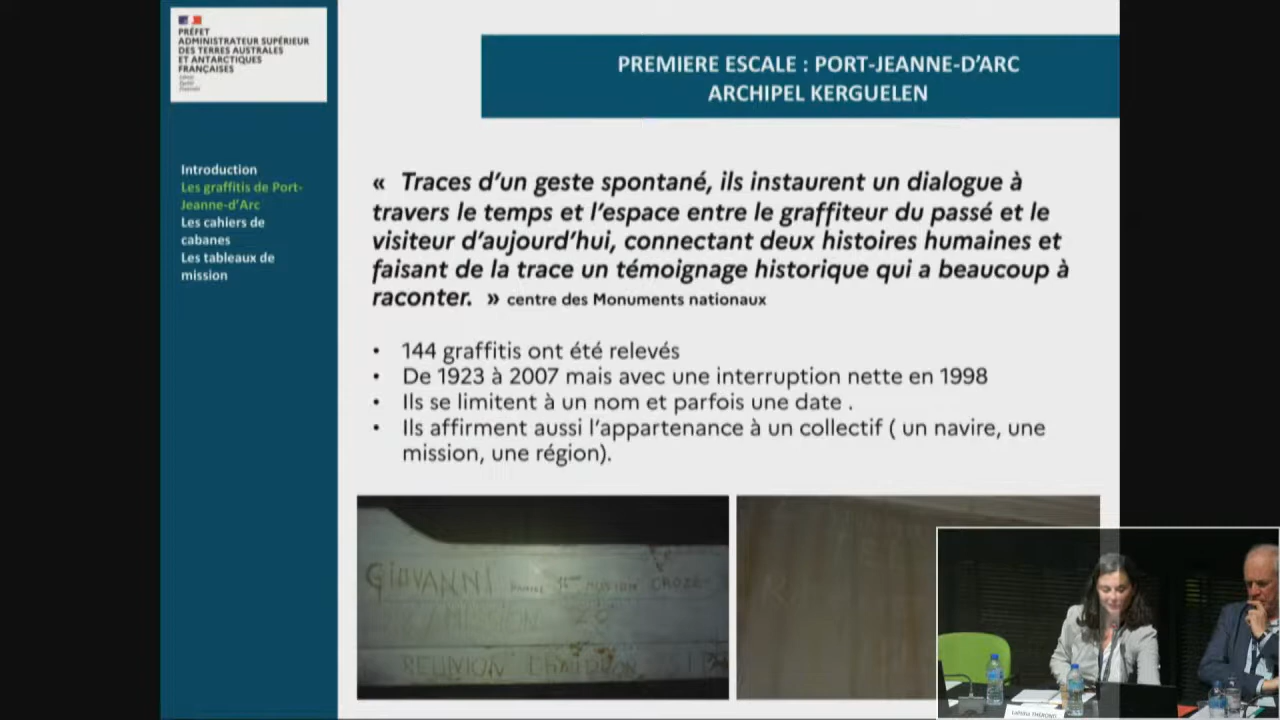 PRÉFET
ADMINISTRATEUR SUPÉRIEUR
DES TERRES AUSTRALES
ET ANTARCTIQUES
FRANÇAISES
PREMIERE ESCALE : PORT-JEANNE-D'ARC
ARCHIPEL KERGUELEN
Introduction
Les graffitis de Port-
Jeanne-d'Arc
Les cahiers de
cabanes
Les tableaux de
mission
« Traces d'un geste spontané, ils instaurent un dialogue à
travers le temps et l'espace entre le graffiteur du passé et le
visiteur d'aujourd'hui, connectant deux histoires humaines et
faisant de la trace un témoignage historique qui a beaucoup à
raconter. » centre des Monuments nationaux
• 144 graffitis ont été relevés
• De 1923 à 2007 mais avec une interruption nette en 1998
• Ils se limitent à un nom et parfois une date .
• Ils affirment aussi l'appartenance à un collectif ( un navire, une
mission, une région).
GIOVANNI MISSION CROZE
MISSION
REUNION